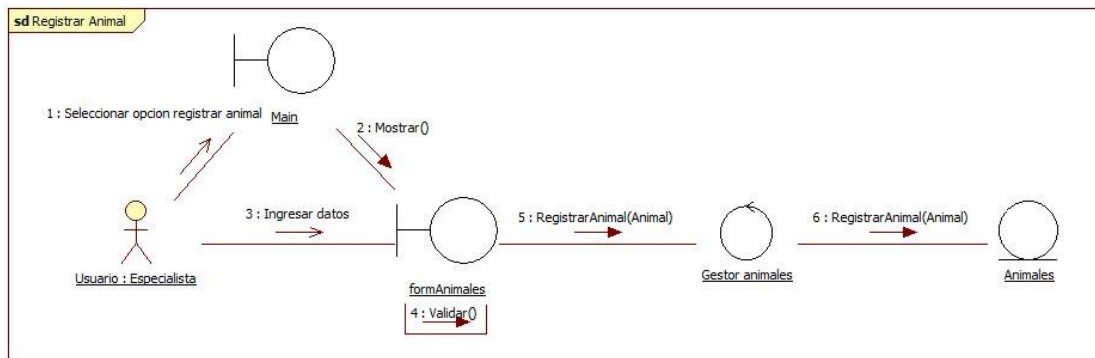 sd Registrar Animal
1 : Seleccionar opcion registrar animal
Main
2 : Mostrar()
3 : Ingresar datos
5 : RegistrarAnimal(Animal)
6 : RegistrarAnimal(Animal)
Usuario : Especialista
formAnimales
Gestor animales
Animales
4 : Validar()